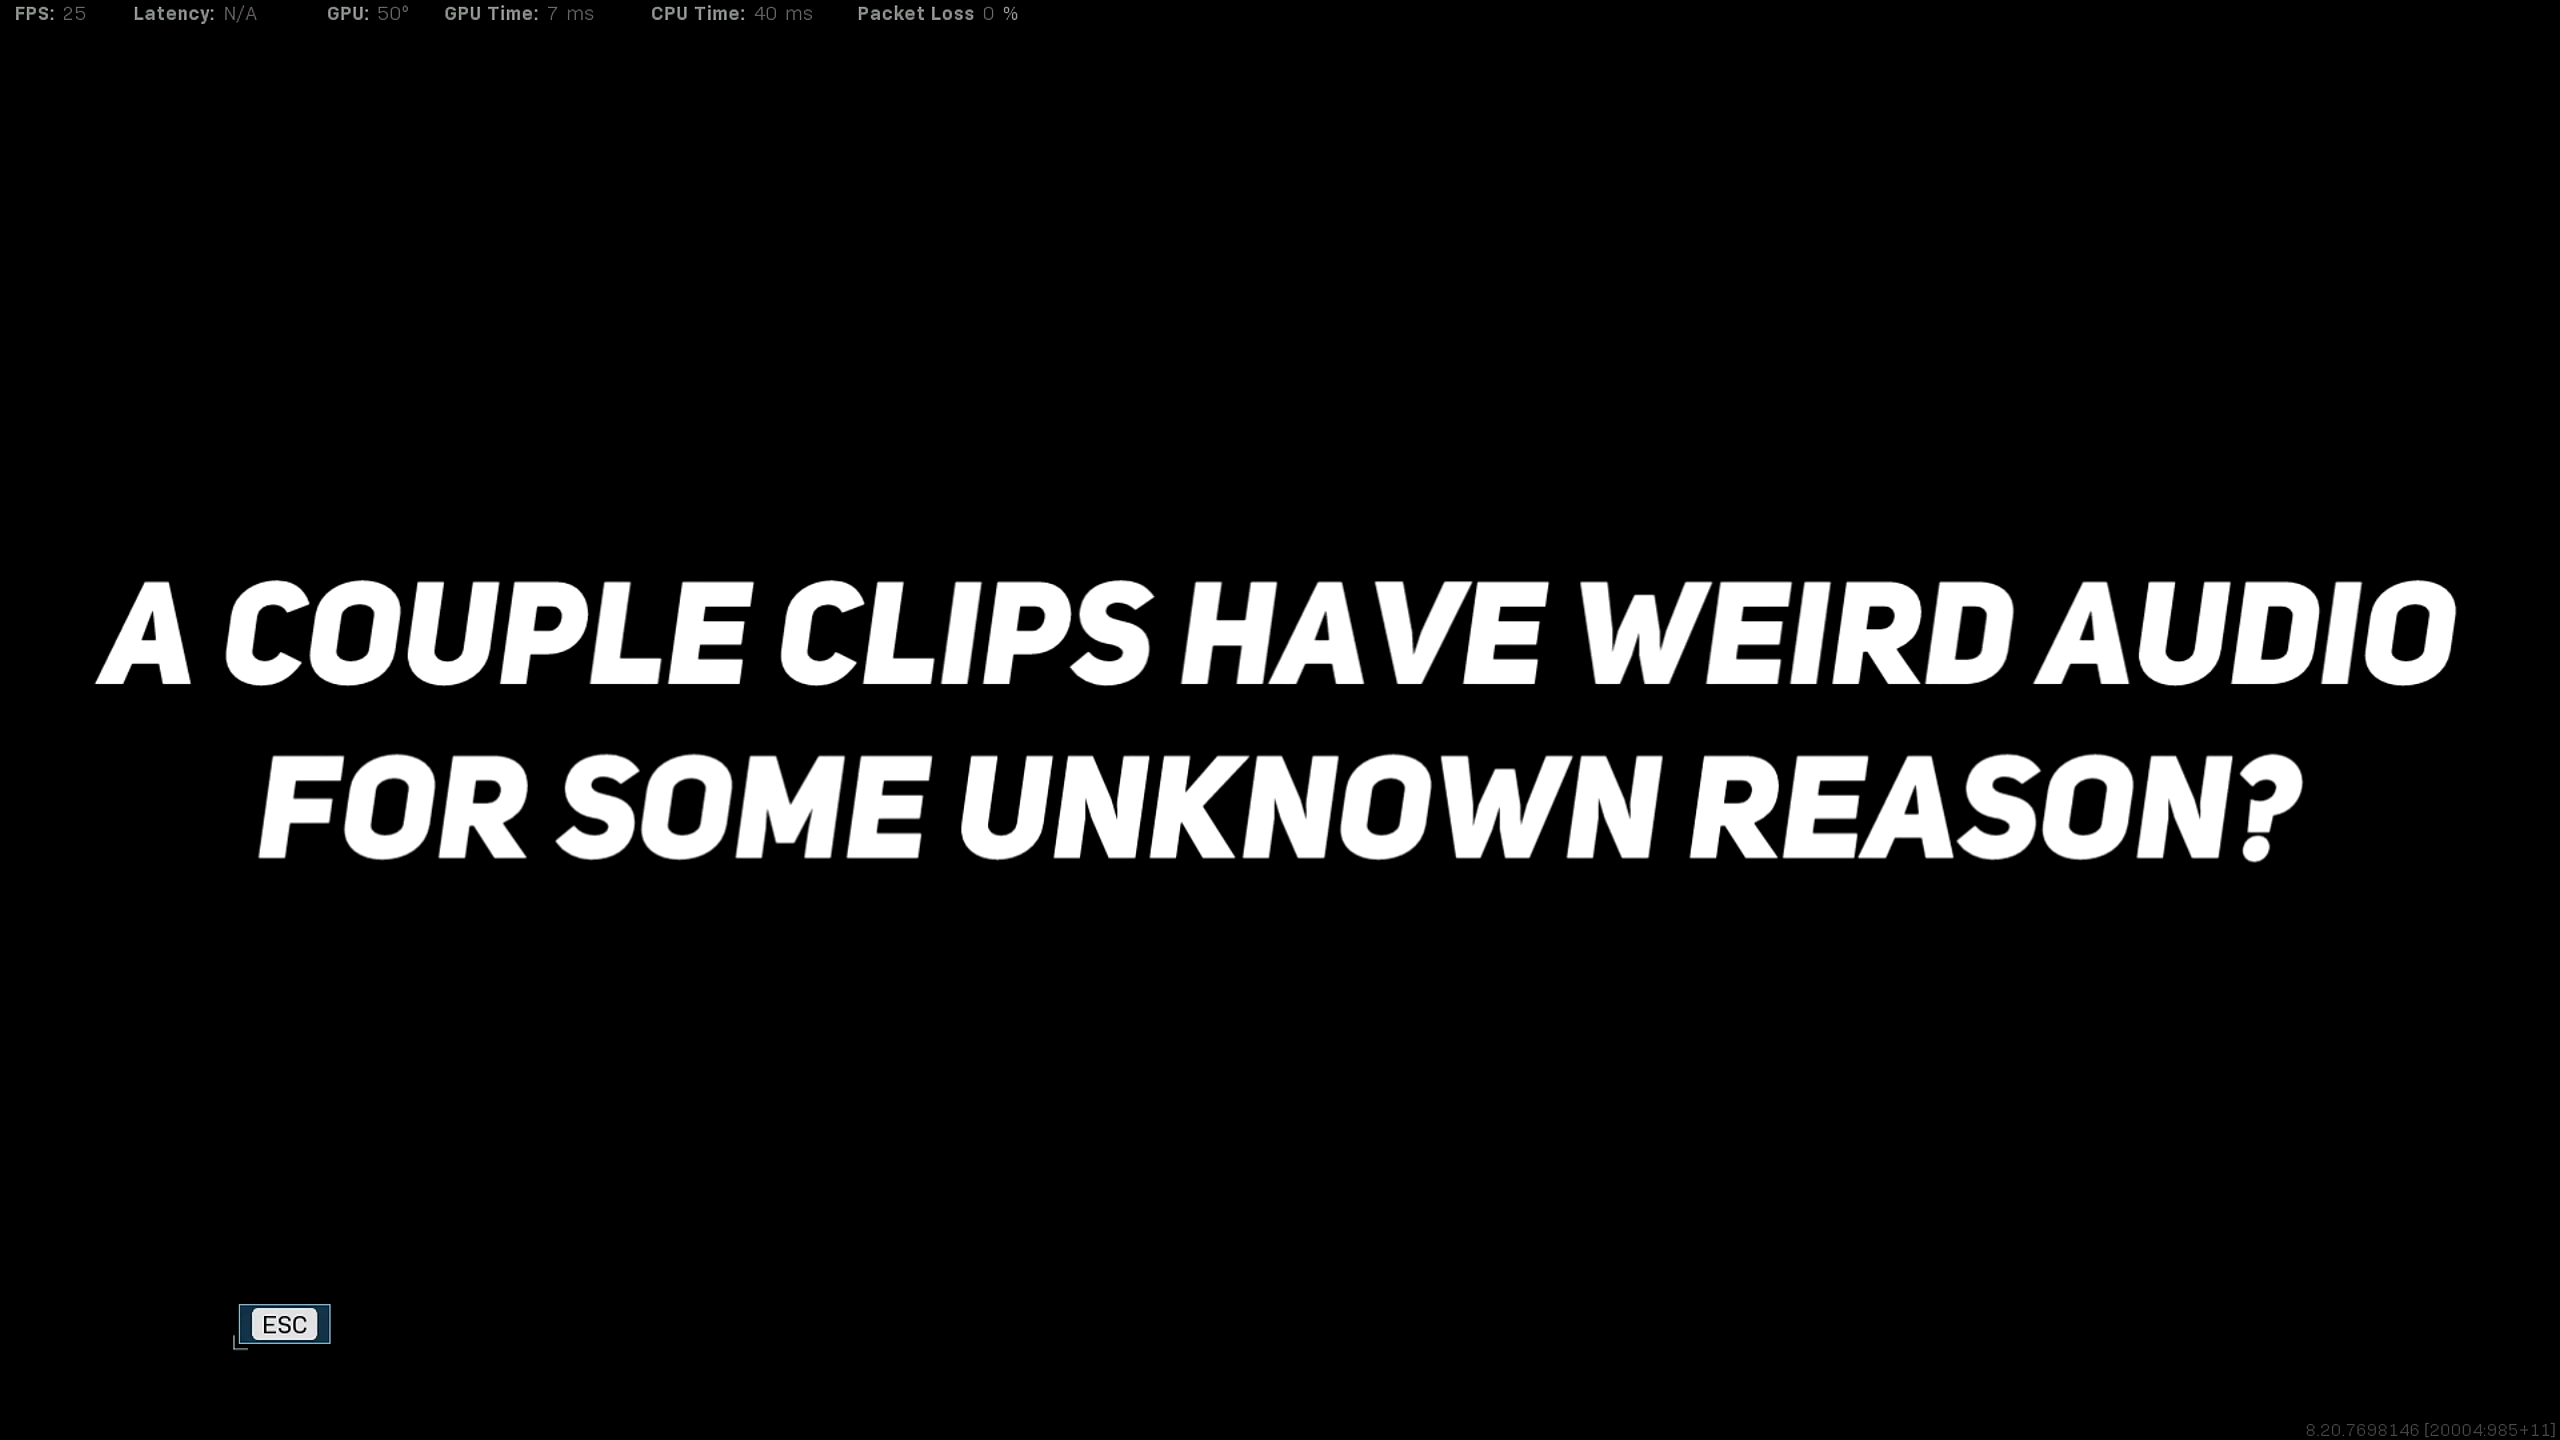 FPS: 25 Latency: N/A GPU: 50° GPU Time: 7 ms CPU Time: 40 ms Packet Loss 0 %
A COUPLE CLIPS HAVE WEIRD AUDIO
FOR SOME UNKNOWN REASON?
ESC
8.20.7698146 [20004:985+11]